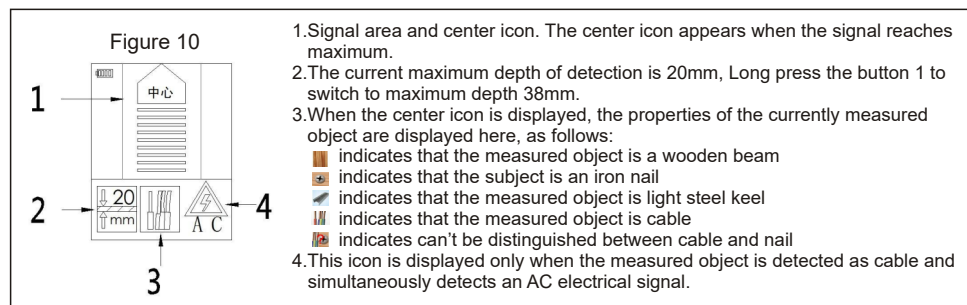 Figure 10
1
中心
2
20
mm
A C
4
3
1.Signal area and center icon. The center icon appears when the signal reaches
maximum.
2.The current maximum depth of detection is 20mm, Long press the button 1 to
switch to maximum depth 38mm.
3.When the center icon is displayed, the properties of the currently measured
object are displayed here, as follows:
indicates that the measured object is a wooden beam
indicates that the subject is an iron nail
indicates that the measured object is light steel keel
indicates that the measured object is cable
indicates can't be distinguished between cable and nail
4.This icon is displayed only when the measured object is detected as cable and
simultaneously detects an AC electrical signal.